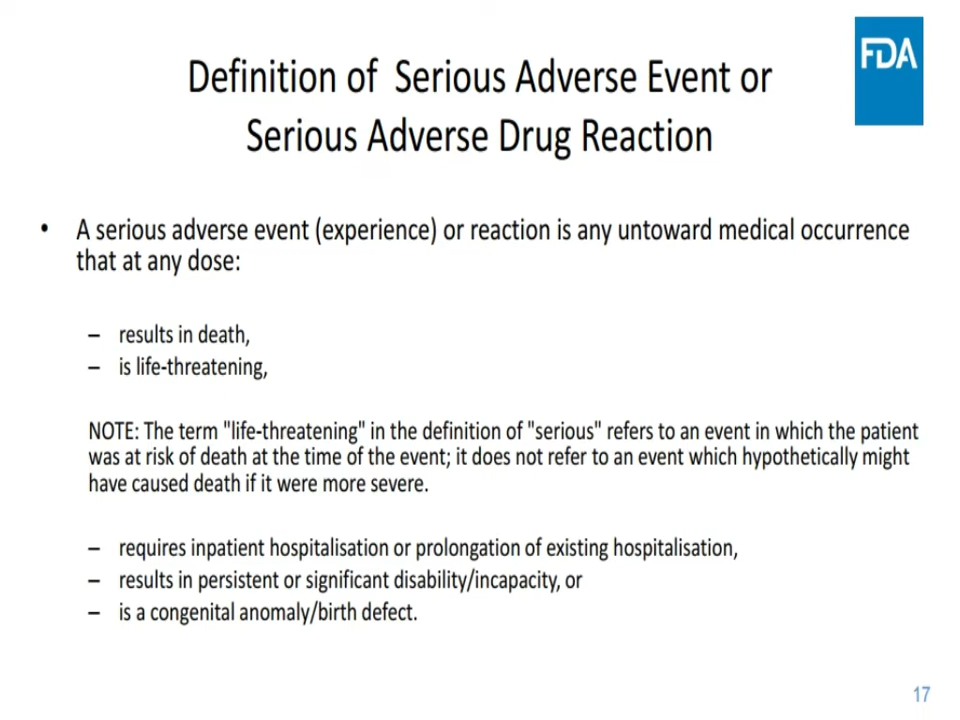 FDA
Definition of  Serious Adverse Event or
Serious Adverse Drug Reaction
• A serious adverse event (experience) or reaction is any untoward medical occurrence
that at any dose:
– results in death,
– is life-threatening,
NOTE: The term "life-threatening" in the definition of "serious" refers to an event in which the patient
was at risk of death at the time of the event; it does not refer to an event which hypothetically might
have caused death if it were more severe.
– requires inpatient hospitalisation or prolongation of existing hospitalisation,
– results in persistent or significant disability/incapacity, or
– is a congenital anomaly/birth defect.
17